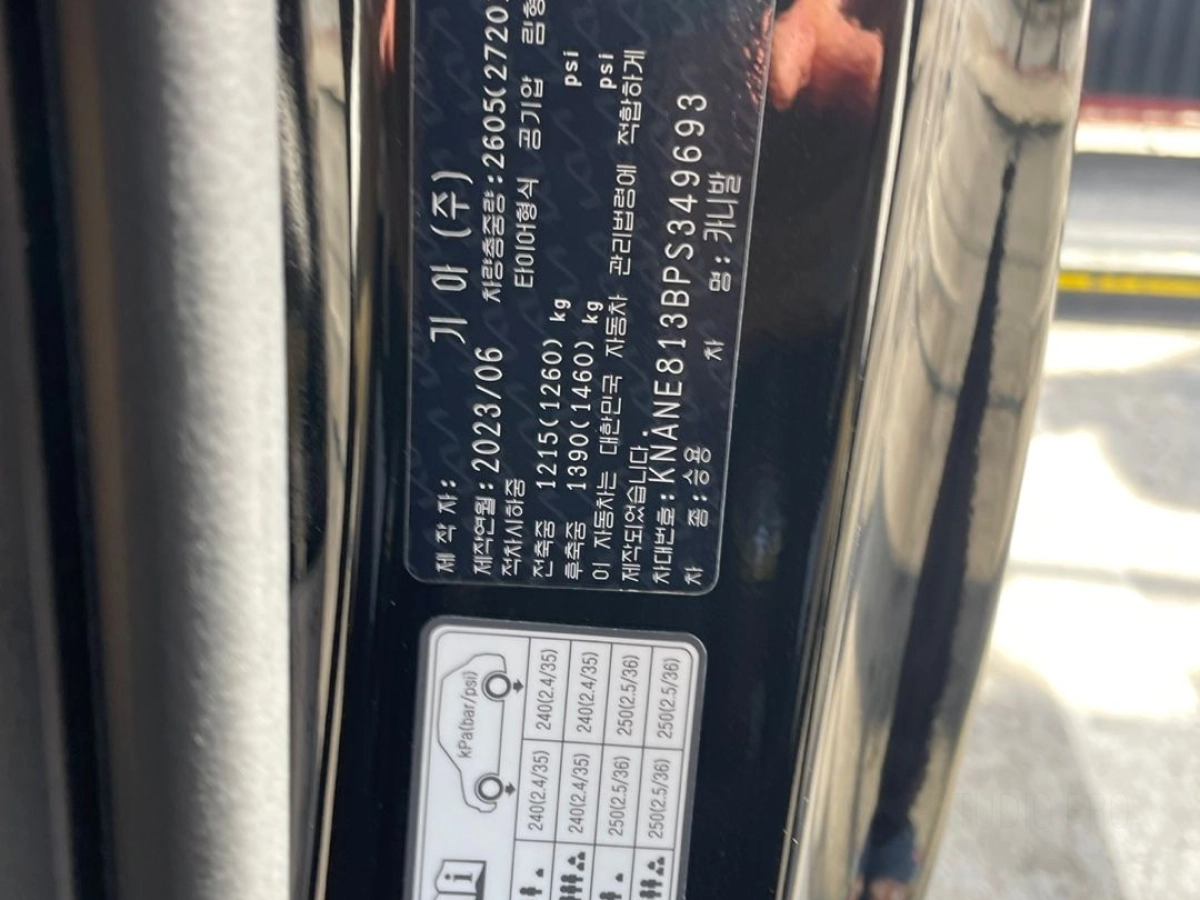 제 작 자: 기 아 (주)
제작연월:2023/06 차량총중량:2605(2720)
적차시하중 타이어형식 공기압 림형
전축중 1215(1260) kg psi
후축중 1390(1460) kg psi
이 자동차는 대한민국 자동차 관리법령에 적합하게
제작되었습니다
차대번호:KNANE813BPS349693
차 종:승용 차 명:카니발
kPa(bar/psi)
240(2.4/35) 240(2.4/35)
240(2.4/35) 240(2.4/35)
250(2.5/36) 250(2.5/36)
250(2.5/36) 250(2.5/36)